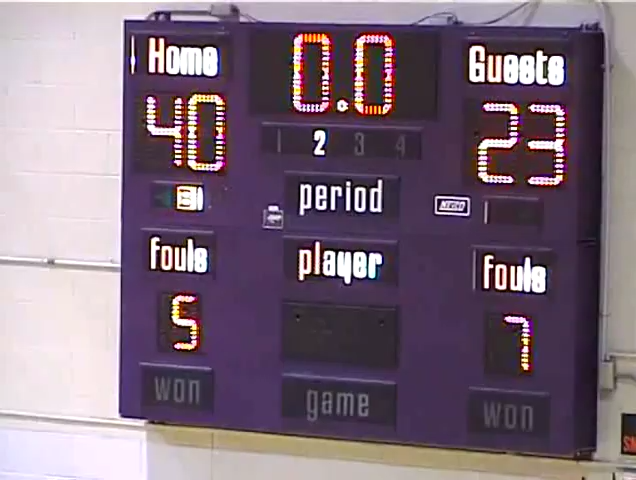 Home 0.0 Guests
40 1 2 3 4 23
period
fouls player fouls
5 7
won game won